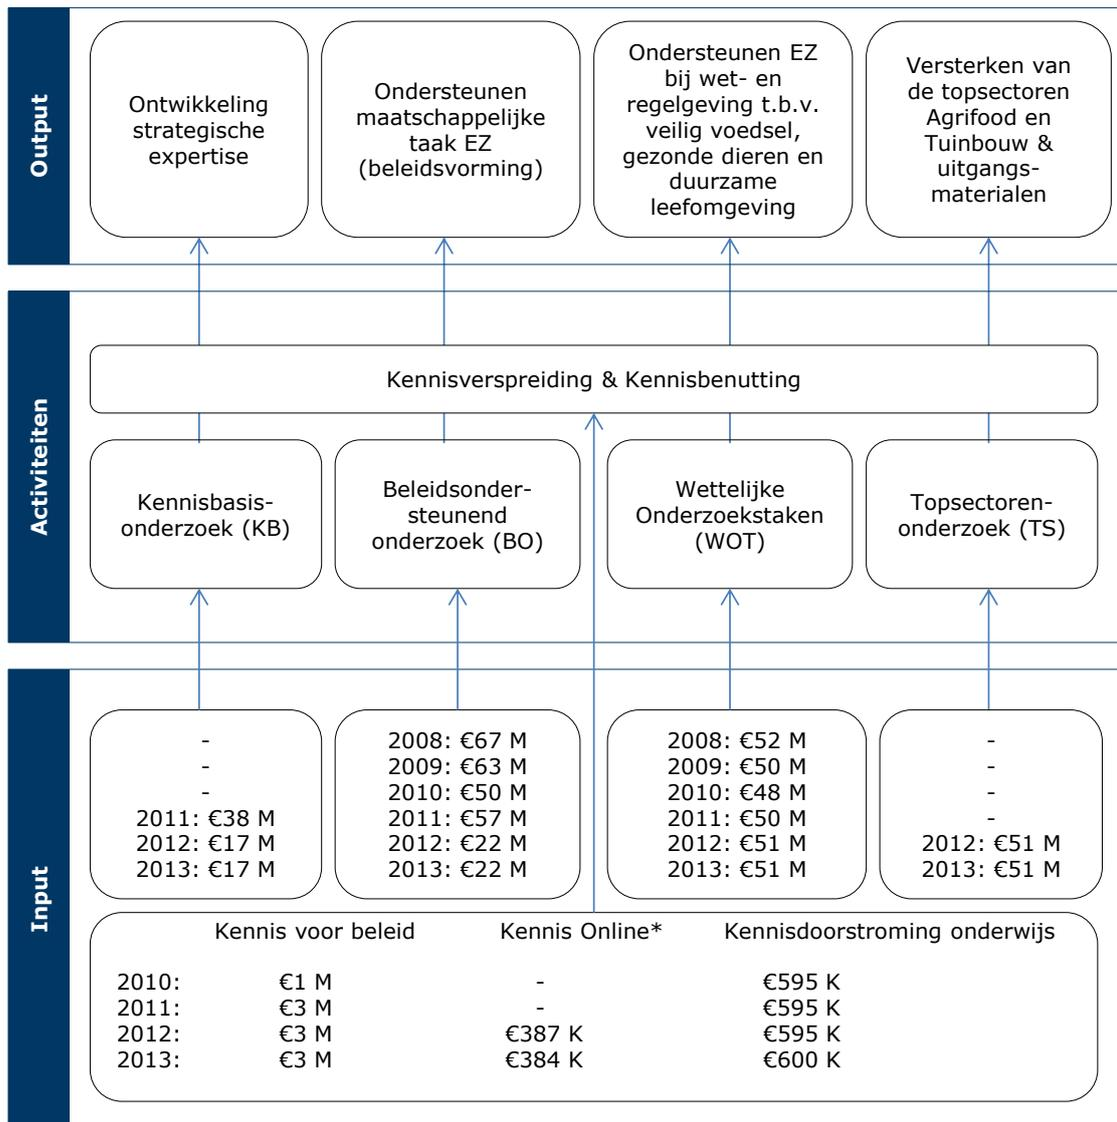 Output
Ontwikkeling
strategische
expertise
Ondersteunen
maatschappelijke
taak EZ
(beleidsvorming)
Ondersteunen EZ
bij wet- en
regelgeving t.b.v.
veilig voedsel,
gezonde dieren en
duurzame
leefomgeving
Versterken van
de topsectoren
Agrifood en
Tuinbouw &
uitgangs-
materialen
Activiteiten
Kennisverspreiding & Kennisbenutting
Kennisbasis-
onderzoek (KB)
Beleidsonder-
steunend
onderzoek (BO)
Wettelijke
Onderzoekstaken
(WOT)
Topsectoren-
onderzoek (TS)
Input
-
-
-
2011: €38 M
2012: €17 M
2013: €17 M
2008: €67 M
2009: €63 M
2010: €50 M
2011: €57 M
2012: €22 M
2013: €22 M
2008: €52 M
2009: €50 M
2010: €48 M
2011: €50 M
2012: €51 M
2013: €51 M
-
-
-
-
2012: €51 M
2013: €51 M
Kennis voor beleid Kennis Online* Kennisdoorstroming onderwijs
2010: €1 M - €595 K
2011: €3 M - €595 K
2012: €3 M €387 K €595 K
2013: €3 M €384 K €600 K